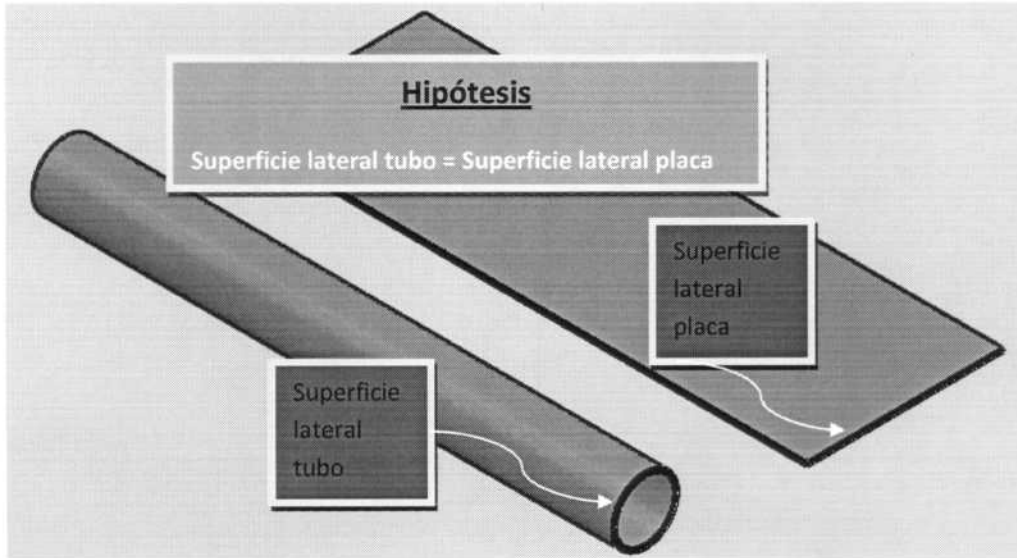 Hipótesis
Superficie lateral tubo = Superficie lateral placa
Superficie
lateral
placa
Superficie
lateral
tubo